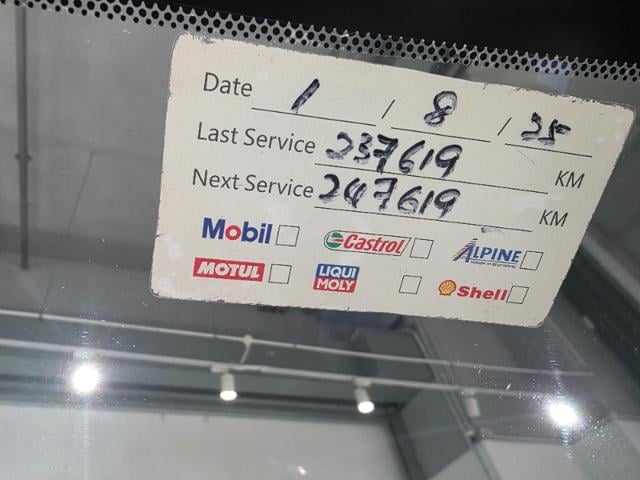 Date 1 / 8 / 25
Last Service 237619 KM
Next Service 247619 KM
Mobil Castrol ALPINE
MOTUL LIQUI MOLY Shell